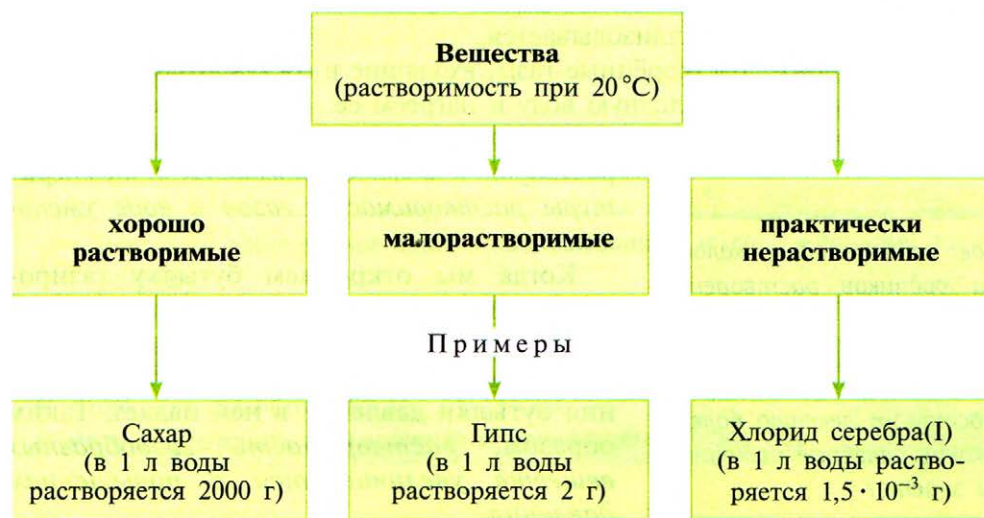 Вещества
(растворимость при 20 °C)
хорошо
растворимые
малорастворимые
практически
нерастворимые
Примеры
Сахар
(в 1 л воды
растворяется 2000 г)
Гипс
(в 1 л воды
растворяется 2 г)
Хлорид серебра(I)
(в 1 л воды раство-
ряется 1,5 · 10⁻³ г)